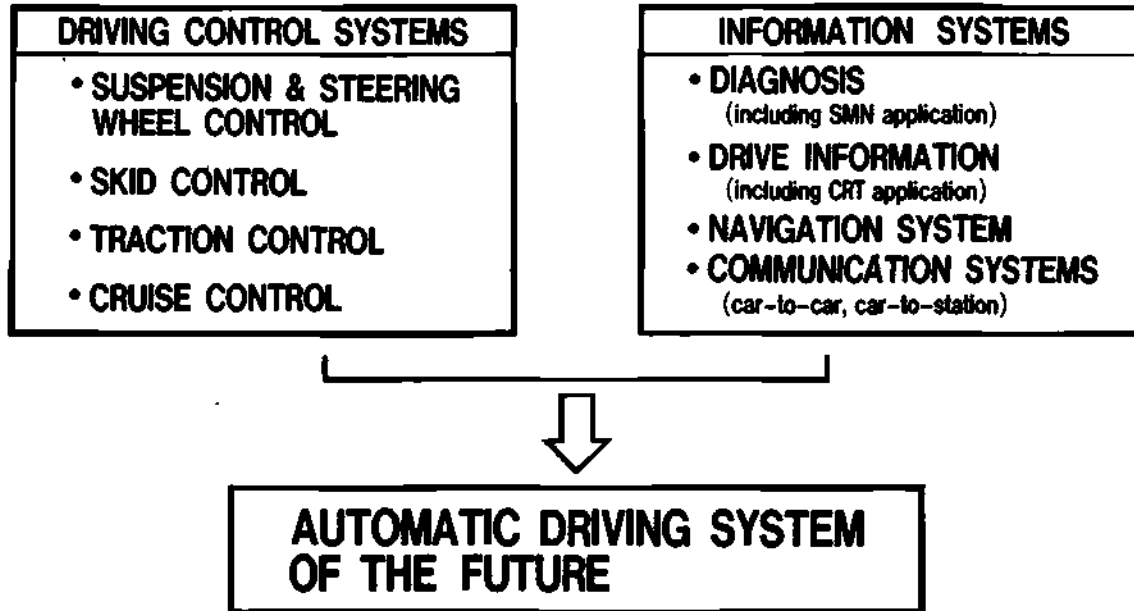 DRIVING CONTROL SYSTEMS
• SUSPENSION & STEERING
WHEEL CONTROL
• SKID CONTROL
• TRACTION CONTROL
• CRUISE CONTROL
INFORMATION SYSTEMS
• DIAGNOSIS
(including SMN application)
• DRIVE INFORMATION
(including CRT application)
• NAVIGATION SYSTEM
• COMMUNICATION SYSTEMS
(car-to-car, car-to-station)
AUTOMATIC DRIVING SYSTEM
OF THE FUTURE